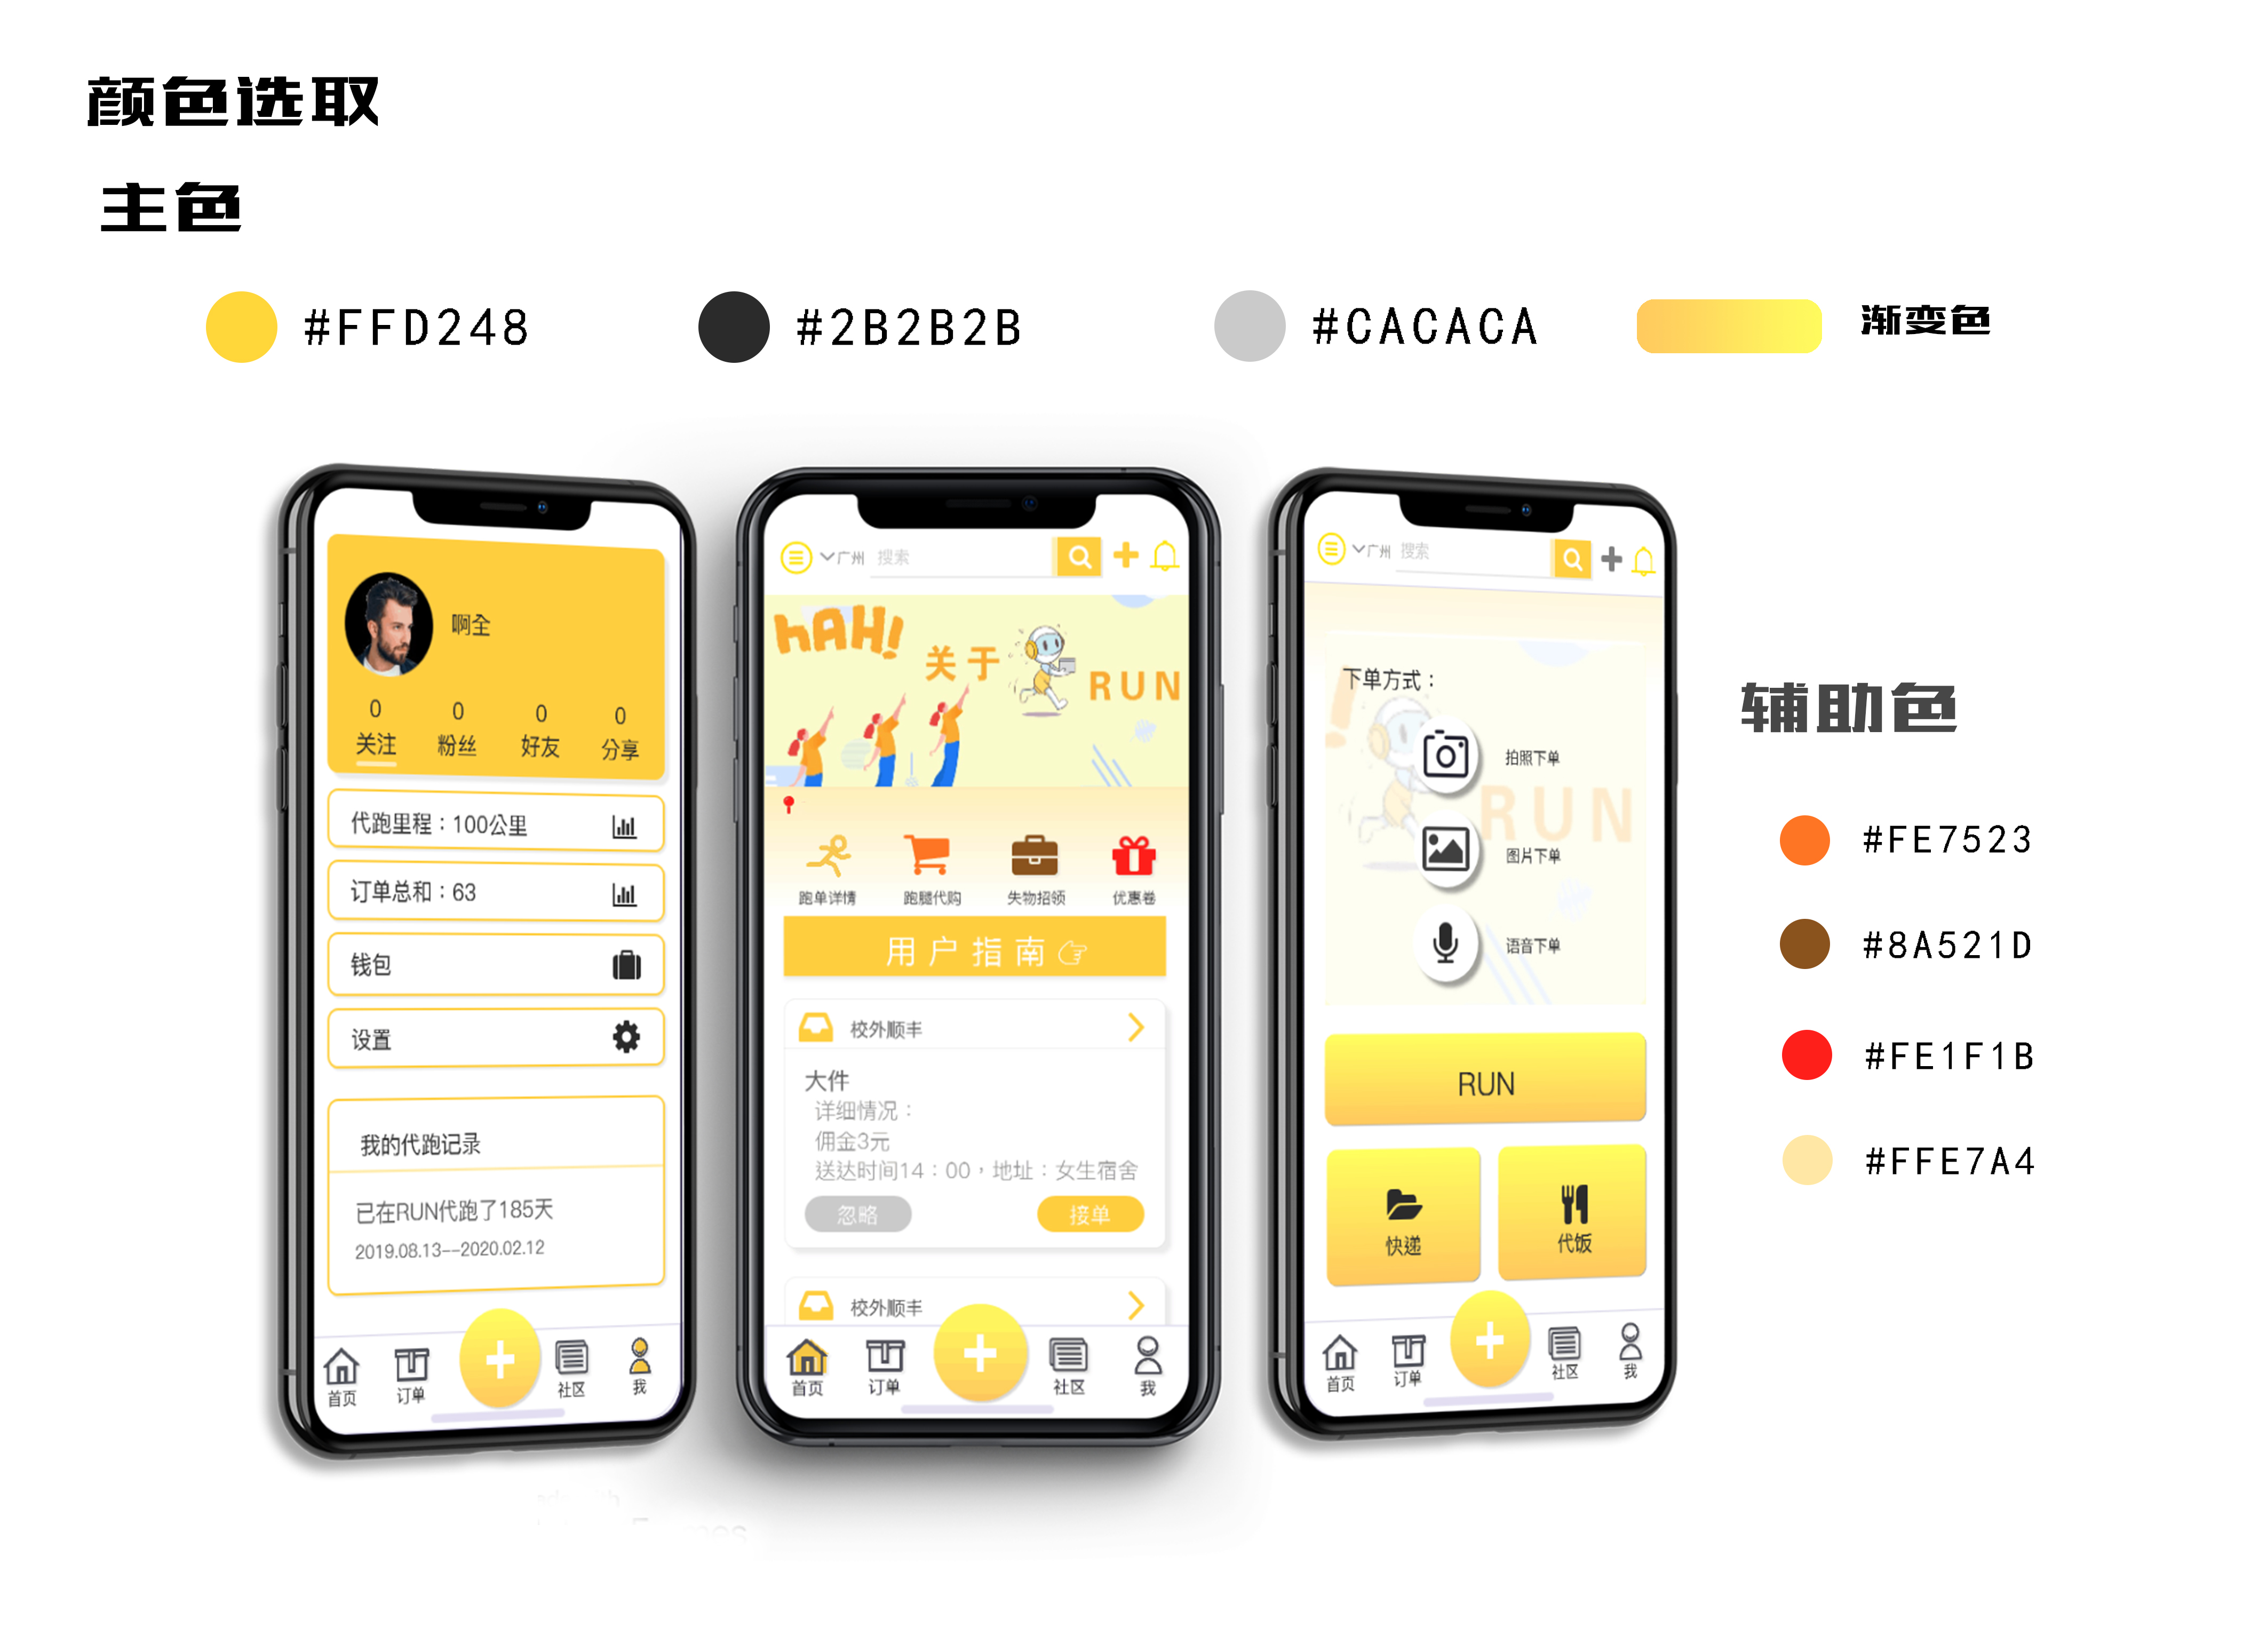 颜色选取
主色
#FFD248
#2B2B2B
#CACACA
渐变色
啊全
0 0 0 0
关注 粉丝 好友 分享
代跑里程：100公里
订单总和：63
钱包
设置
我的代跑记录
已在RUN代跑了185天
2019.08.13--2020.02.12
首页 订单 社区 我
广州 搜索
hAH!
关于
RUN
跑单详情 跑腿代购 失物招领 优惠卷
用户指南
校外顺丰
大件
详细情况：
佣金3元
送达时间14：00，地址：女生宿舍
忽略 接单
校外顺丰
首页 订单 社区 我
广州 搜索
下单方式：
拍照下单
RUN
图片下单
语音下单
RUN
快递 代饭
首页 订单 社区 我
辅助色
#FE7523
#8A521D
#FE1F1B
#FFE7A4